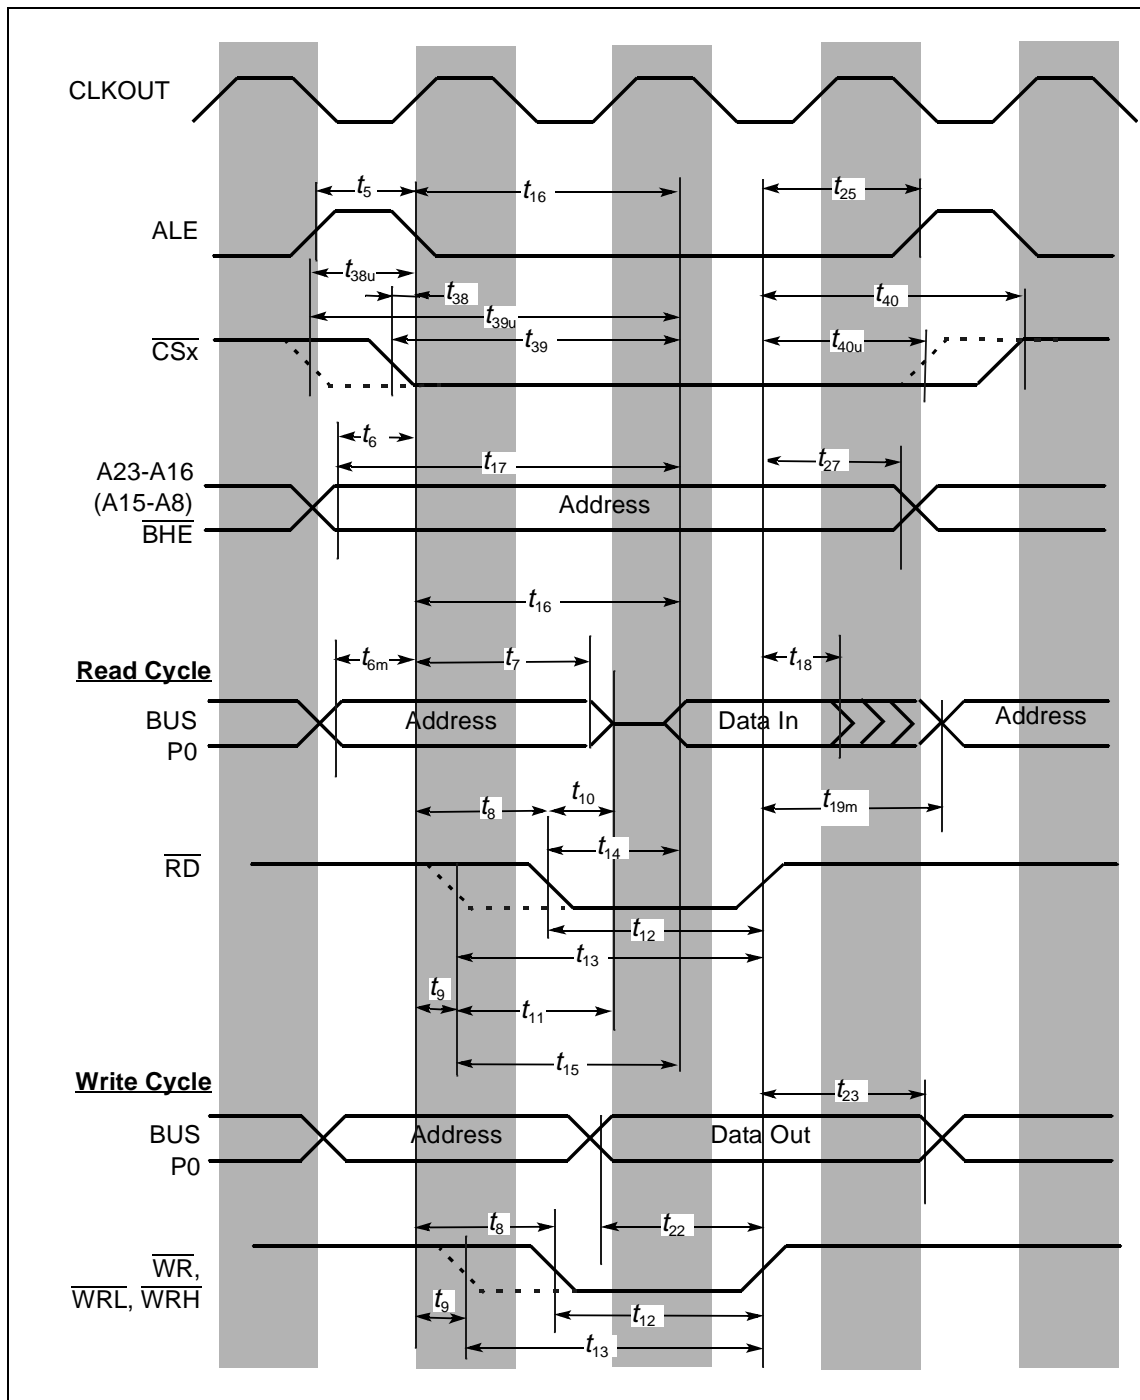 CLKOUT
t5
t16
t25
ALE
t38u
t38
t40
t39u
CSx
t39
t40u
t6
A23-A16
t17
t27
(A15-A8)
Address
BHE
t16
t6m
t7
t18
Read Cycle
BUS
Address
Data In
Address
P0
t8
t10
t19m
t14
RD
t12
t13
t9
t11
t15
Write Cycle
t23
BUS
Address
Data Out
P0
t8
t22
WR,
WRL, WRH
t9
t12
t13